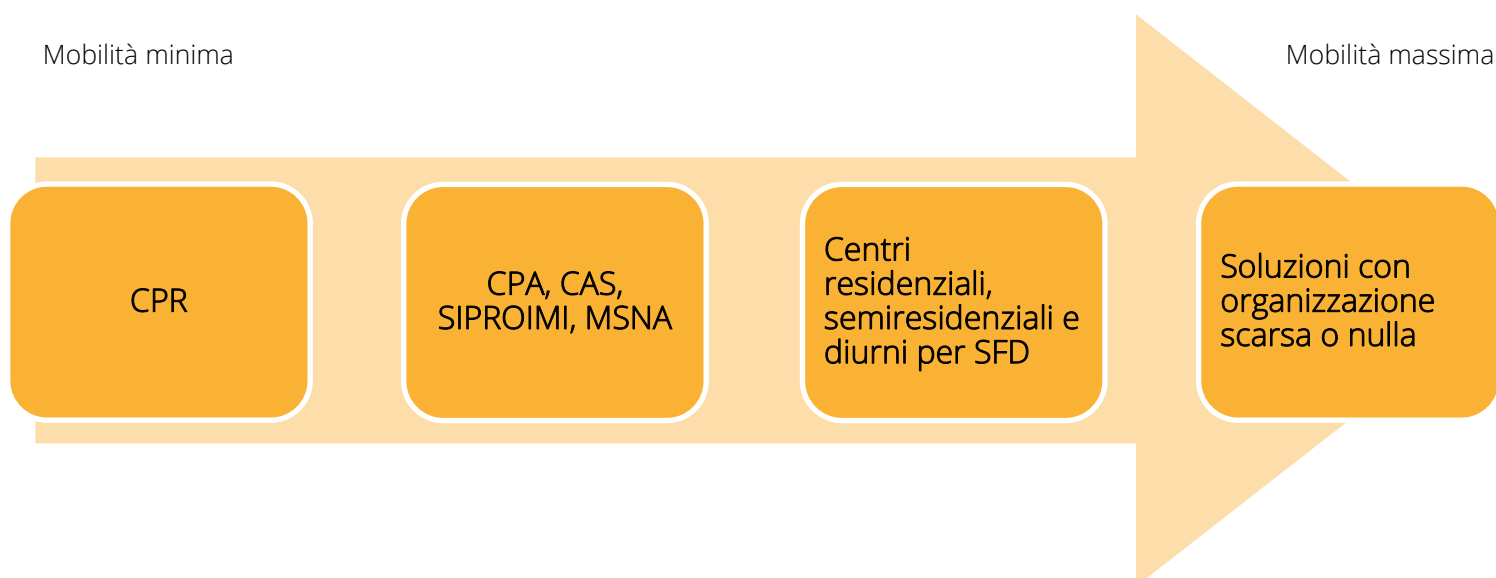 Mobilità minima
Mobilità massima
CPR
CPA, CAS,
SIPROIMI, MSNA
Centri
residenziali,
semiresidenziali e
diurni per SFD
Soluzioni con
organizzazione
scarsa o nulla